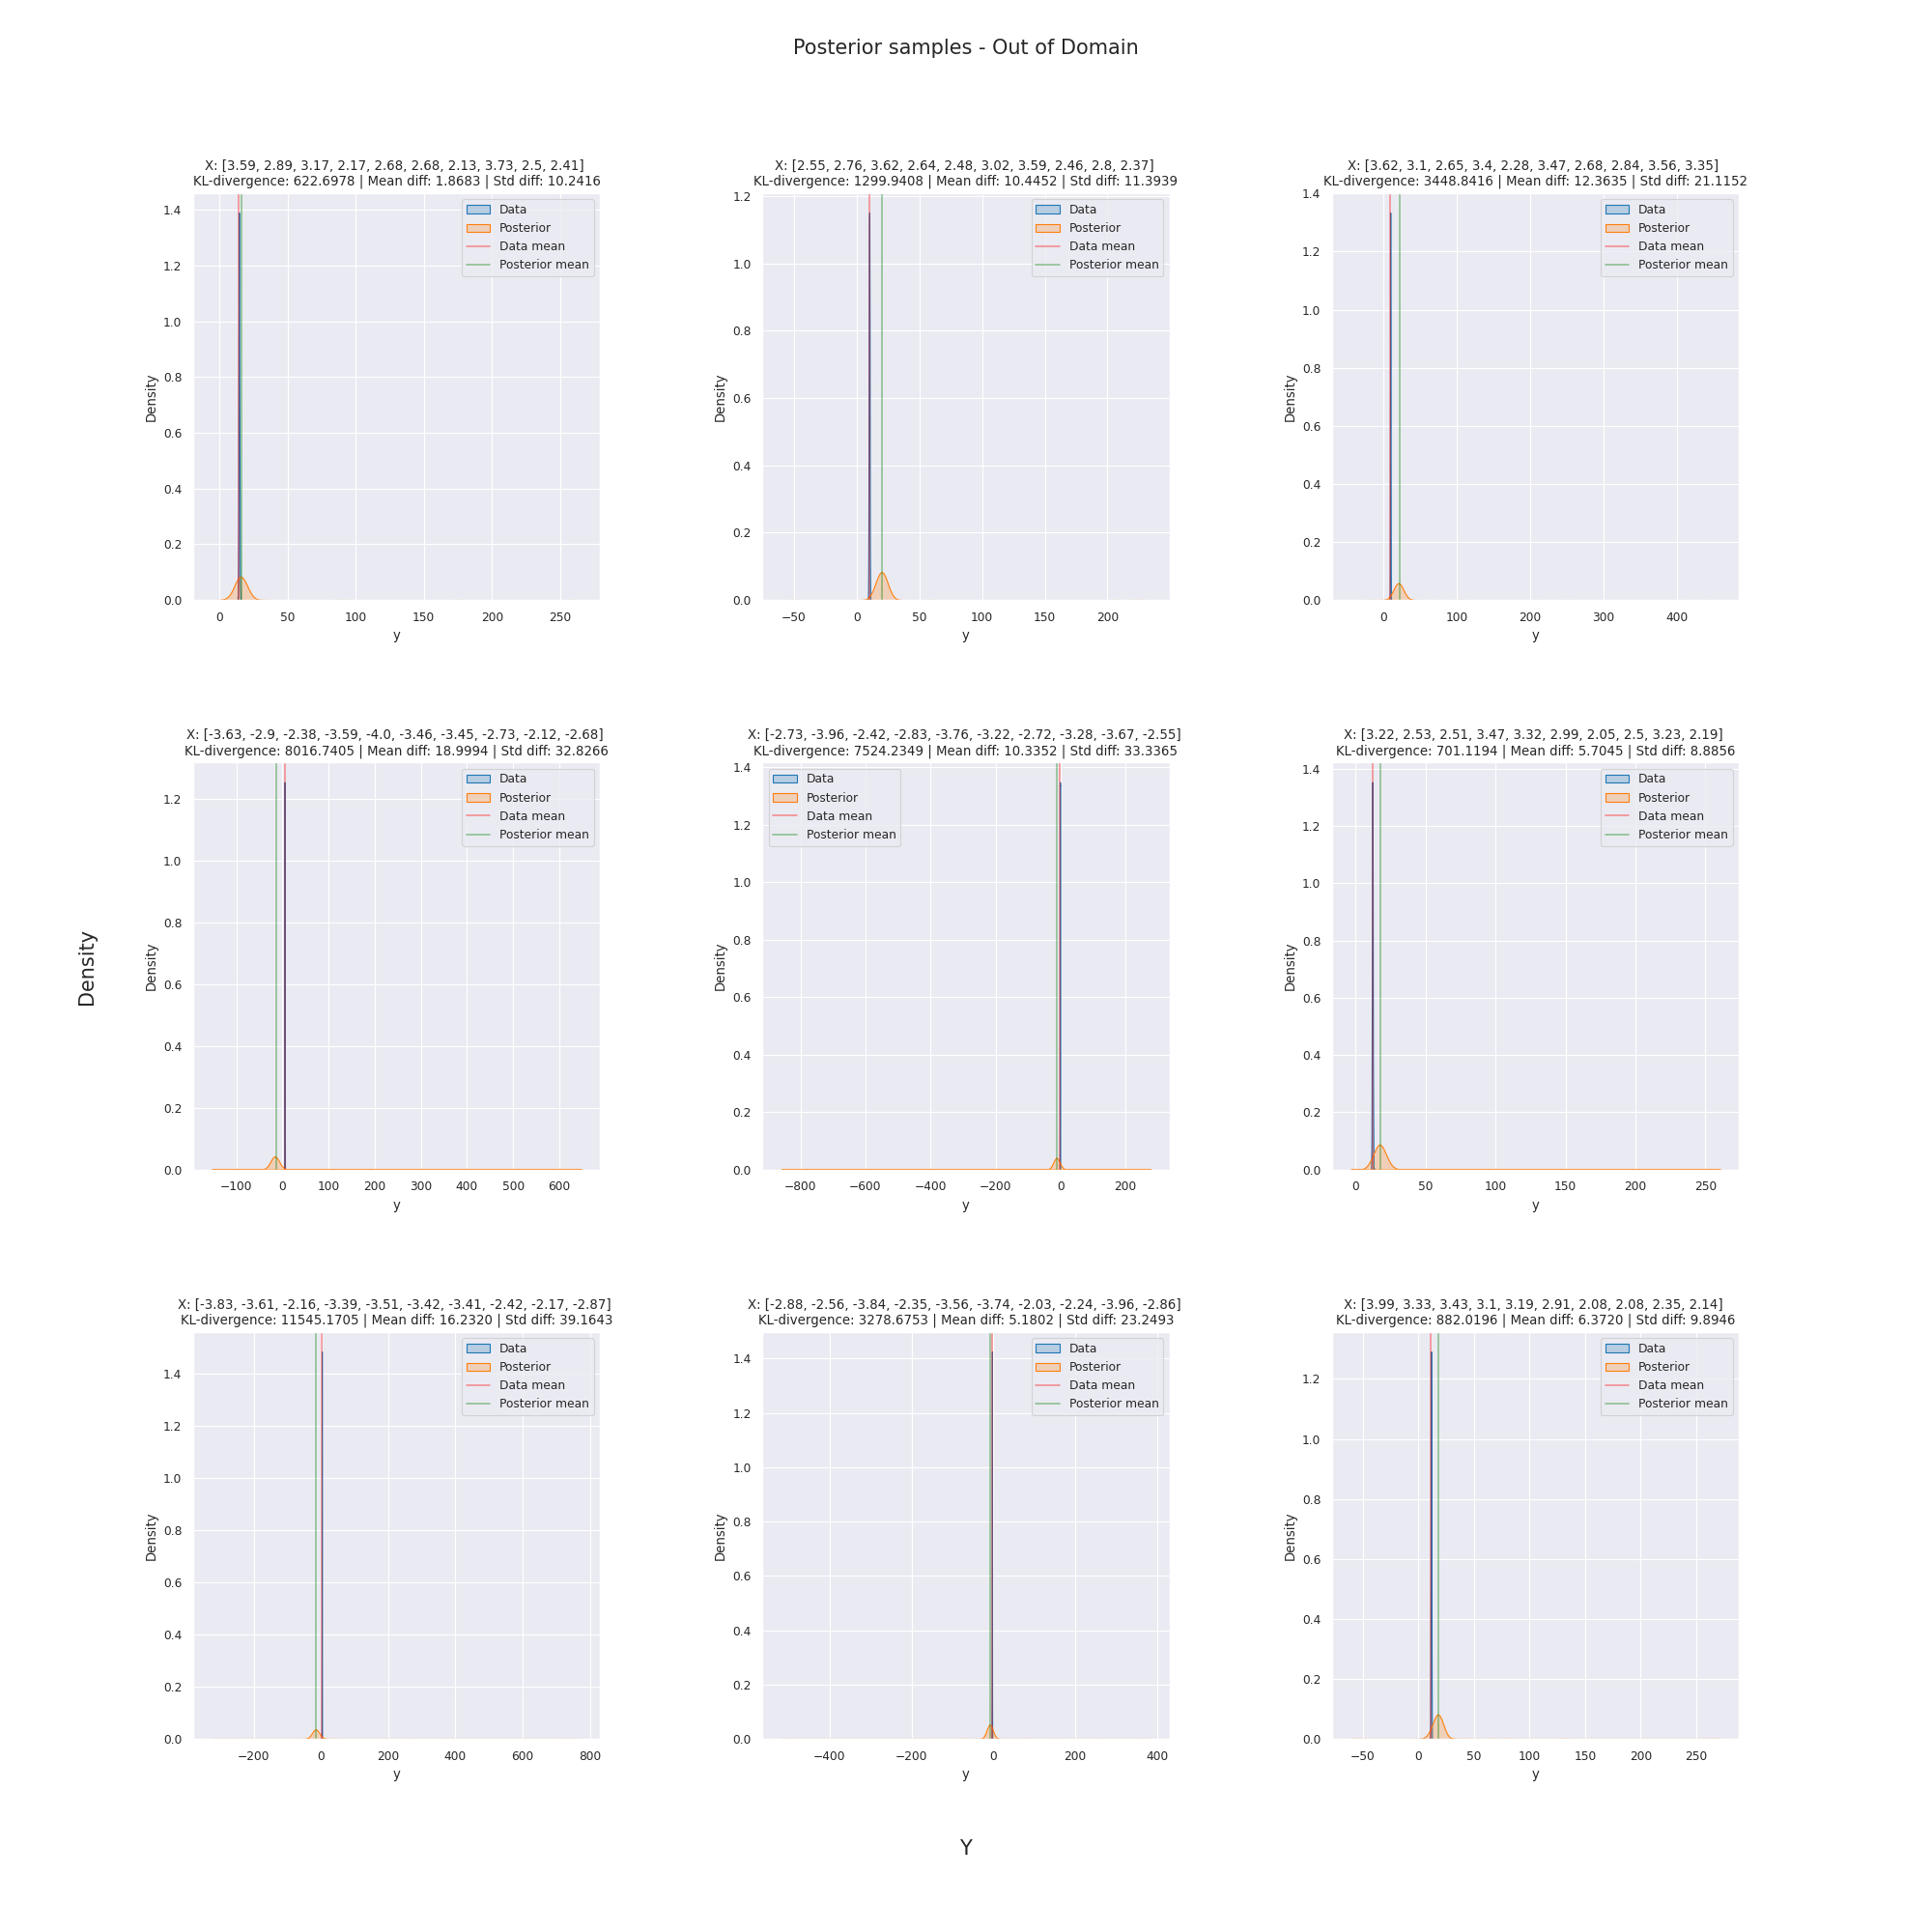 Posterior samples - Out of Domain
X: [3.59, 2.89, 3.17, 2.17, 2.68, 2.68, 2.13, 3.73, 2.5, 2.41]
KL-divergence: 622.6978 | Mean diff: 1.8683 | Std diff: 10.2416
Data
Posterior
Data mean
Posterior mean
1.4
1.2
1.0
0.8
0.6
0.4
0.2
0.0
Density
0 50 100 150 200 250
y
X: [2.55, 2.76, 3.62, 2.64, 2.48, 3.02, 3.59, 2.46, 2.8, 2.37]
KL-divergence: 1299.9408 | Mean diff: 10.4452 | Std diff: 11.3939
Data
Posterior
Data mean
Posterior mean
1.2
1.0
0.8
0.6
0.4
0.2
0.0
Density
−50 0 50 100 150 200
y
X: [3.62, 3.1, 2.65, 3.4, 2.28, 3.47, 2.68, 2.84, 3.56, 3.35]
KL-divergence: 3448.8416 | Mean diff: 12.3635 | Std diff: 21.1152
Data
Posterior
Data mean
Posterior mean
1.4
1.2
1.0
0.8
0.6
0.4
0.2
0.0
Density
0 100 200 300 400
y
X: [-3.63, -2.9, -2.38, -3.59, -4.0, -3.46, -3.45, -2.73, -2.12, -2.68]
KL-divergence: 8016.7405 | Mean diff: 18.9994 | Std diff: 32.8266
Data
Posterior
Data mean
Posterior mean
1.2
1.0
0.8
0.6
0.4
0.2
0.0
Density
−100 0 100 200 300 400 500 600
y
X: [-2.73, -3.96, -2.42, -2.83, -3.76, -3.22, -2.72, -3.28, -3.67, -2.55]
KL-divergence: 7524.2349 | Mean diff: 10.3352 | Std diff: 33.3365
Data
Posterior
Data mean
Posterior mean
1.4
1.2
1.0
0.8
0.6
0.4
0.2
0.0
Density
−800 −600 −400 −200 0 200
y
X: [3.22, 2.53, 2.51, 3.47, 3.32, 2.99, 2.05, 2.5, 3.23, 2.19]
KL-divergence: 701.1194 | Mean diff: 5.7045 | Std diff: 8.8856
Data
Posterior
Data mean
Posterior mean
1.4
1.2
1.0
0.8
0.6
0.4
0.2
0.0
Density
0 50 100 150 200 250
y
Density
X: [-3.83, -3.61, -2.16, -3.39, -3.51, -3.42, -3.41, -2.42, -2.17, -2.87]
KL-divergence: 11545.1705 | Mean diff: 16.2320 | Std diff: 39.1643
Data
Posterior
Data mean
Posterior mean
1.4
1.2
1.0
0.8
0.6
0.4
0.2
0.0
Density
−200 0 200 400 600 800
y
X: [-2.88, -2.56, -3.84, -2.35, -3.56, -3.74, -2.03, -2.24, -3.96, -2.86]
KL-divergence: 3278.6753 | Mean diff: 5.1802 | Std diff: 23.2493
Data
Posterior
Data mean
Posterior mean
1.4
1.2
1.0
0.8
0.6
0.4
0.2
0.0
Density
−400 −200 0 200 400
y
X: [3.99, 3.33, 3.43, 3.1, 3.19, 2.91, 2.08, 2.08, 2.35, 2.14]
KL-divergence: 882.0196 | Mean diff: 6.3720 | Std diff: 9.8946
Data
Posterior
Data mean
Posterior mean
1.2
1.0
0.8
0.6
0.4
0.2
0.0
Density
−50 0 50 100 150 200 250
y
Y